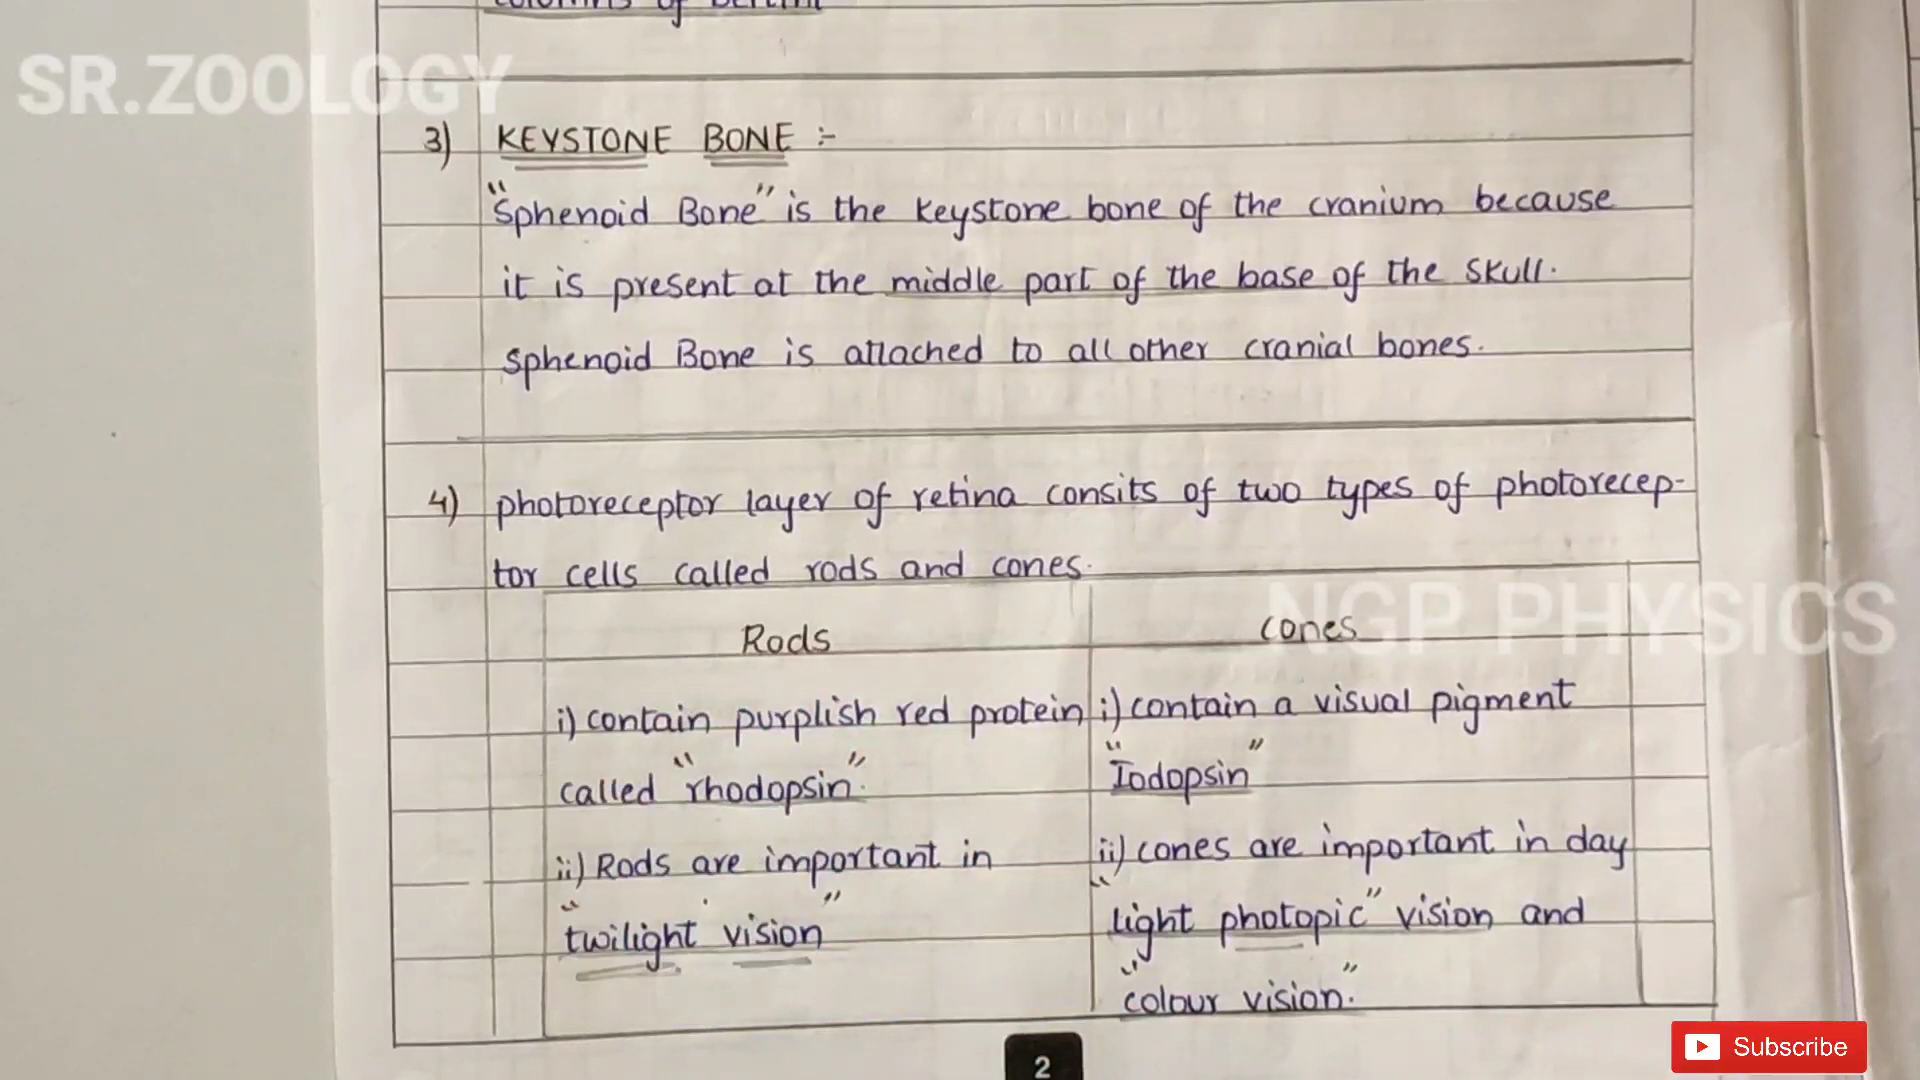 columns of Bertini
SR.ZOOLOGY
3) KEYSTONE BONE :-
"Sphenoid Bone" is the keystone bone of the cranium because
it is present at the middle part of the base of the skull.
Sphenoid Bone is attached to all other cranial bones.
4) photoreceptor layer of retina consits of two types of photorecep-
tor cells called rods and cones.
NGP PHYSICS
Rods
i) contain purplish red protein
called "rhodopsin".
ii) Rods are important in
"twilight vision"
cones
i) contain a visual pigment
"Iodopsin"
ii) cones are important in day
"light photopic" vision and
"colour vision."
2
Subscribe